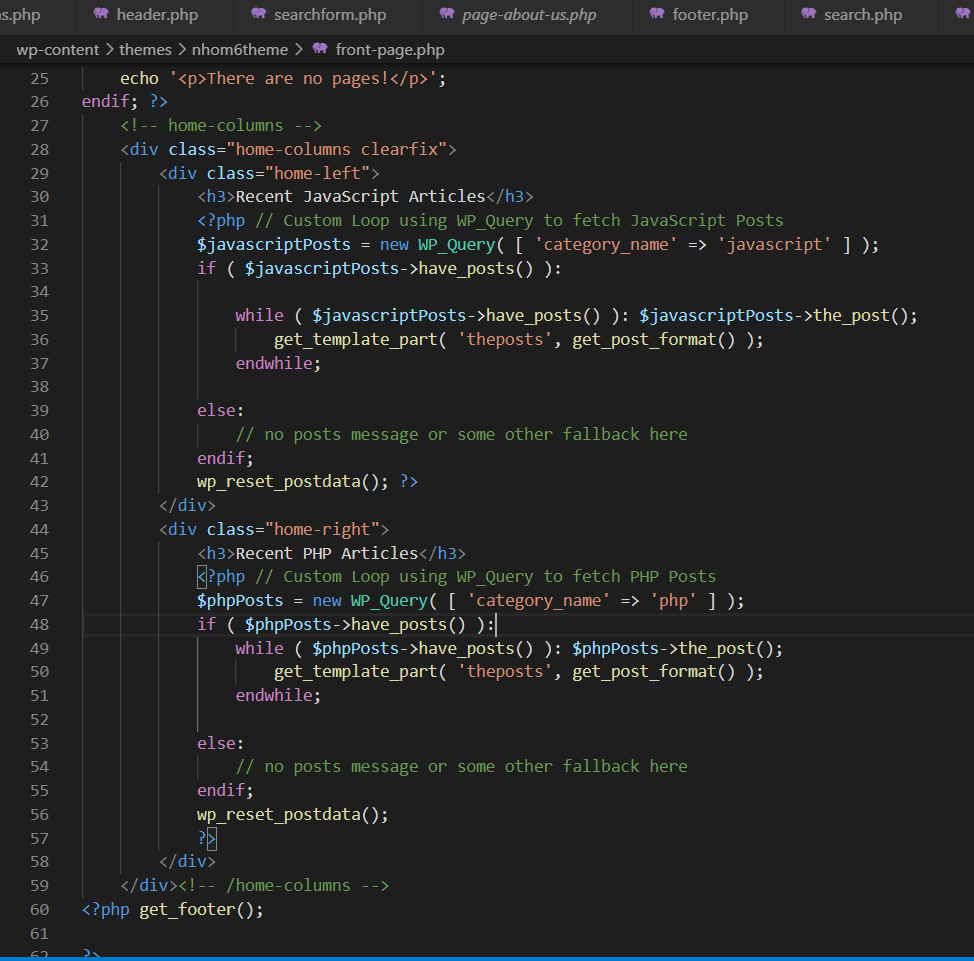 s.php header.php searchform.php page-about-us.php footer.php search.php
wp-content > themes > nhom6theme > front-page.php
25 echo '<p>There are no pages!</p>';
26 endif; ?>
27 <!-- home-columns -->
28 <div class="home-columns clearfix">
29 <div class="home-left">
30 <h3>Recent JavaScript Articles</h3>
31 <?php // Custom Loop using WP_Query to fetch JavaScript Posts
32 $javascriptPosts = new WP_Query( [ 'category_name' => 'javascript' ] );
33 if ( $javascriptPosts->have_posts() ):
34
35 while ( $javascriptPosts->have_posts() ): $javascriptPosts->the_post();
36 get_template_part( 'theposts', get_post_format() );
37 endwhile;
38
39 else:
40 // no posts message or some other fallback here
41 endif;
42 wp_reset_postdata(); ?>
43 </div>
44 <div class="home-right">
45 <h3>Recent PHP Articles</h3>
46 <?php // Custom Loop using WP_Query to fetch PHP Posts
47 $phpPosts = new WP_Query( [ 'category_name' => 'php' ] );
48 if ( $phpPosts->have_posts() ):
49 while ( $phpPosts->have_posts() ): $phpPosts->the_post();
50 get_template_part( 'theposts', get_post_format() );
51 endwhile;
52
53 else:
54 // no posts message or some other fallback here
55 endif;
56 wp_reset_postdata();
57 ?>
58 </div>
59 </div><!-- /home-columns -->
60 <?php get_footer();
61
62 ?>